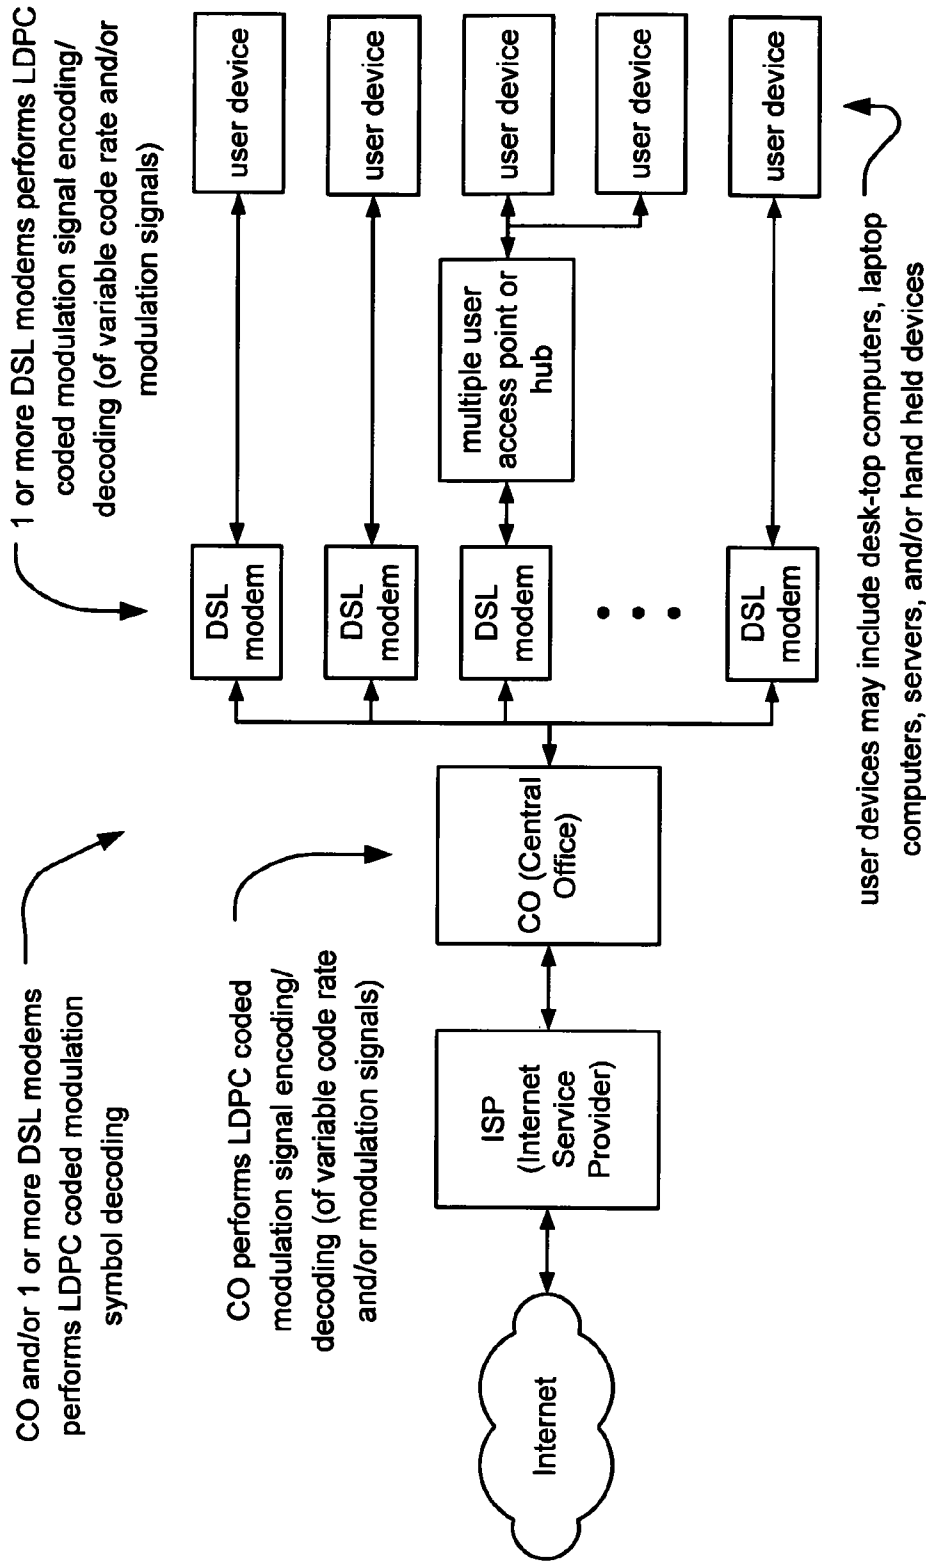 CO and/or 1 or more DSL modems
performs LDPC coded modulation
symbol decoding
1 or more DSL modems performs LDPC
coded modulation signal encoding/
decoding (of variable code rate and/or
modulation signals)
CO performs LDPC coded
modulation signal encoding/
decoding (of variable code rate
and/or modulation signals)
Internet
ISP
(Internet
Service
Provider)
CO (Central
Office)
DSL
modem
user device
DSL
modem
user device
DSL
modem
multiple user
access point or
hub
user device
user device
DSL
modem
user device
user devices may include desk-top computers, laptop
computers, servers, and/or hand held devices